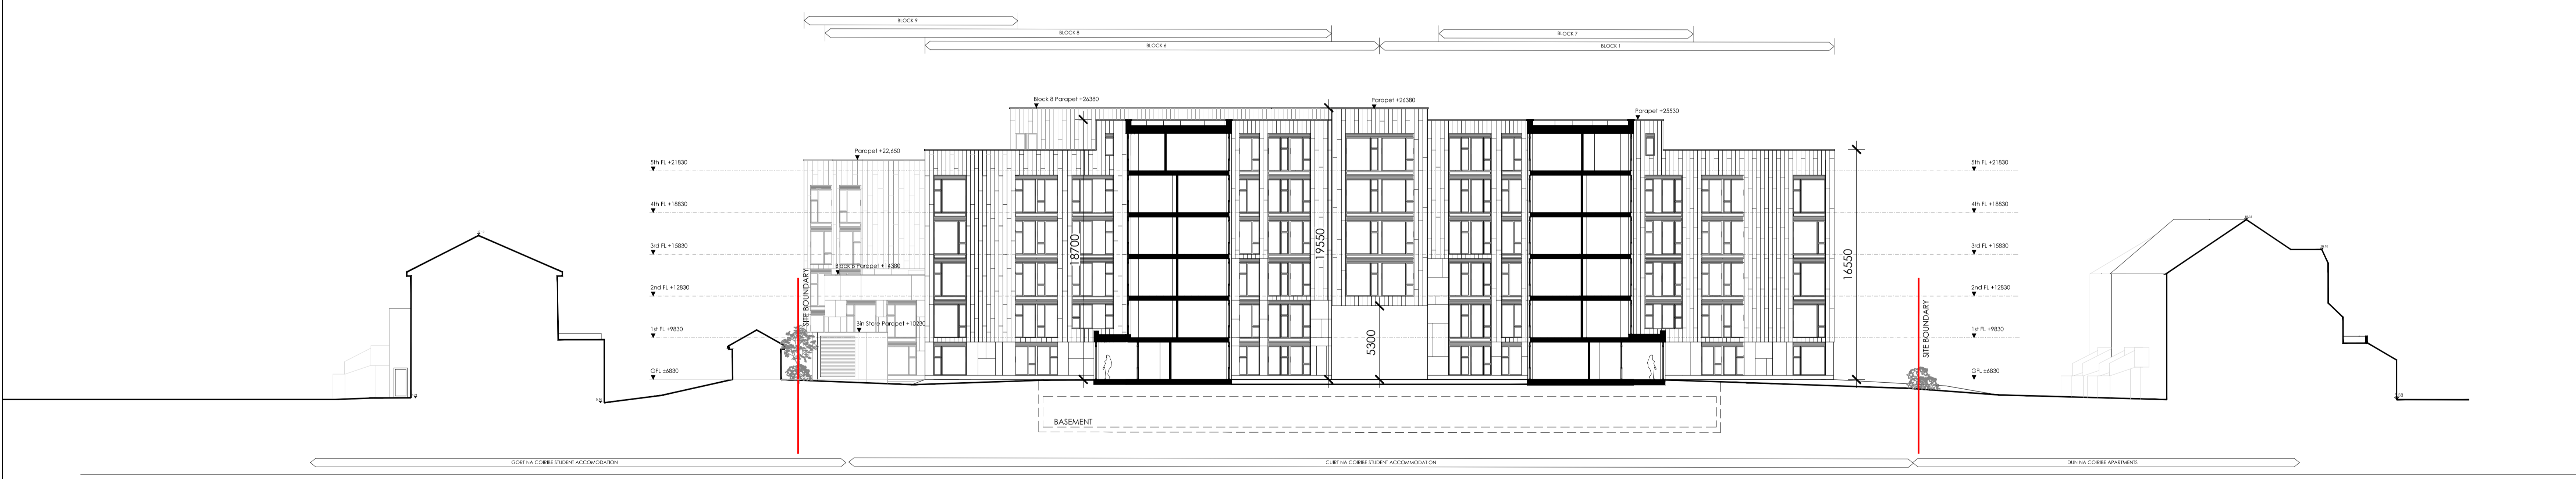 BLOCK 9
BLOCK 8
BLOCK 7
BLOCK 6
BLOCK 1
Block 8 Parapet +26380
Parapet +26380
Parapet +25530
Parapet +22.650
5th FL +21830
5th FL +21830
4th FL +18830
4th FL +18830
3rd FL +15830
3rd FL +15830
18700
19550
16550
Block 8 Parapet +14380
2nd FL +12830
2nd FL +12830
SITE BOUNDARY
SITE BOUNDARY
Bin Store Parapet +10230
1st FL +9830
1st FL +9830
5300
GFL ±6830
GFL ±6830
BASEMENT
GORT NA COIRIBE STUDENT ACCOMODATION
CUIRT NA COIRIBE STUDENT ACCOMMODATION
DUN NA COIRIBE APARTMENTS